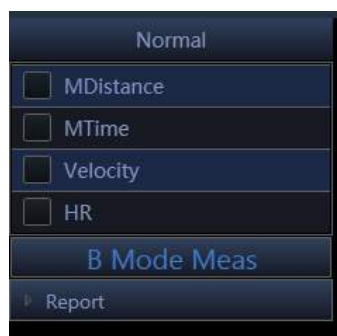 Normal
MDistance
MTime
Velocity
HR
B Mode Meas
Report